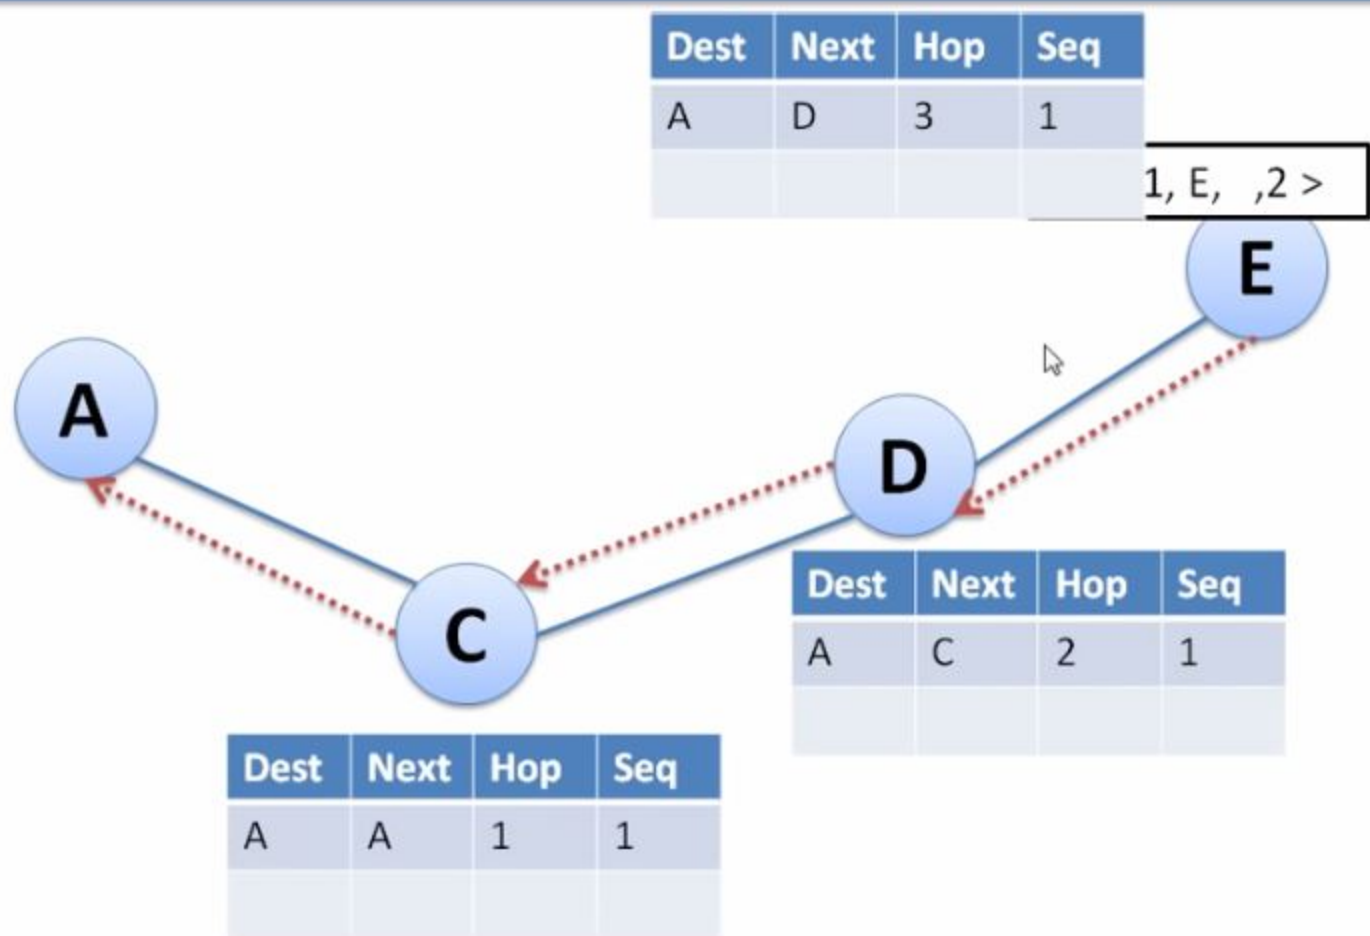 Dest Next Hop Seq
A D 3 1
1, E, ,2 >
E
A
D
C
Dest Next Hop Seq
A C 2 1
Dest Next Hop Seq
A A 1 1